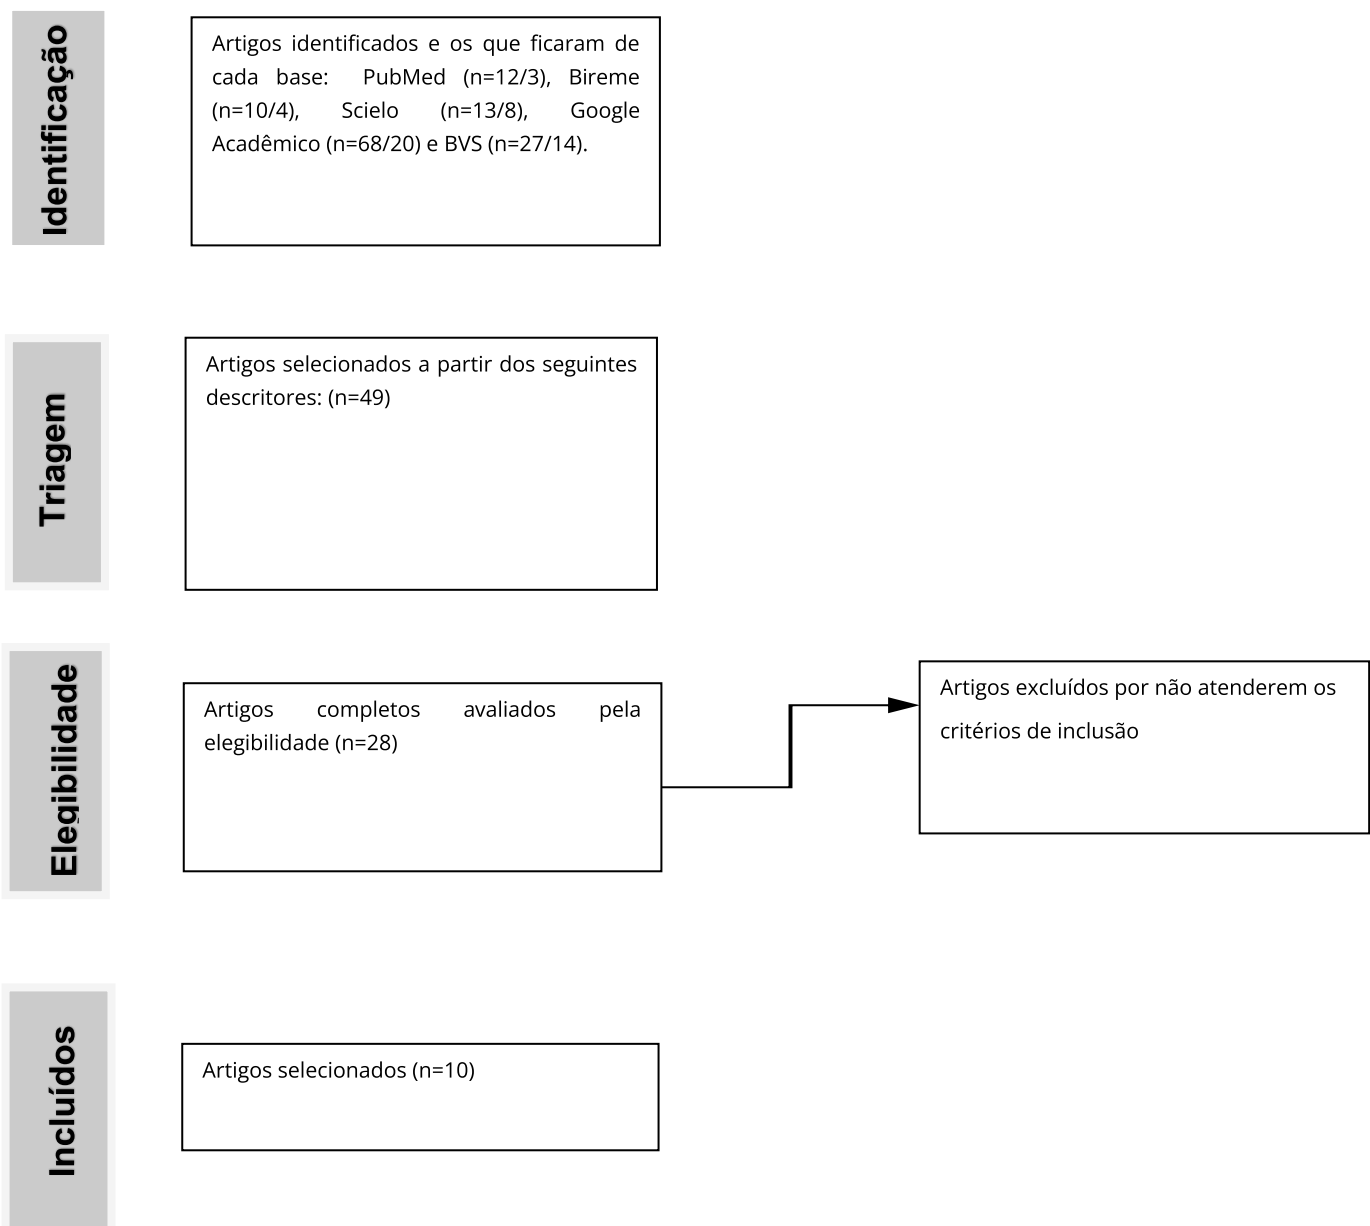 Identificação
Artigos identificados e os que ficaram de
cada base: PubMed (n=12/3), Bireme
(n=10/4), Scielo (n=13/8), Google
Acadêmico (n=68/20) e BVS (n=27/14).
Triagem
Artigos selecionados a partir dos seguintes
descritores: (n=49)
Elegibilidade
Artigos completos avaliados pela
elegibilidade (n=28)
Artigos excluídos por não atenderem os
critérios de inclusão
Incluídos
Artigos selecionados (n=10)